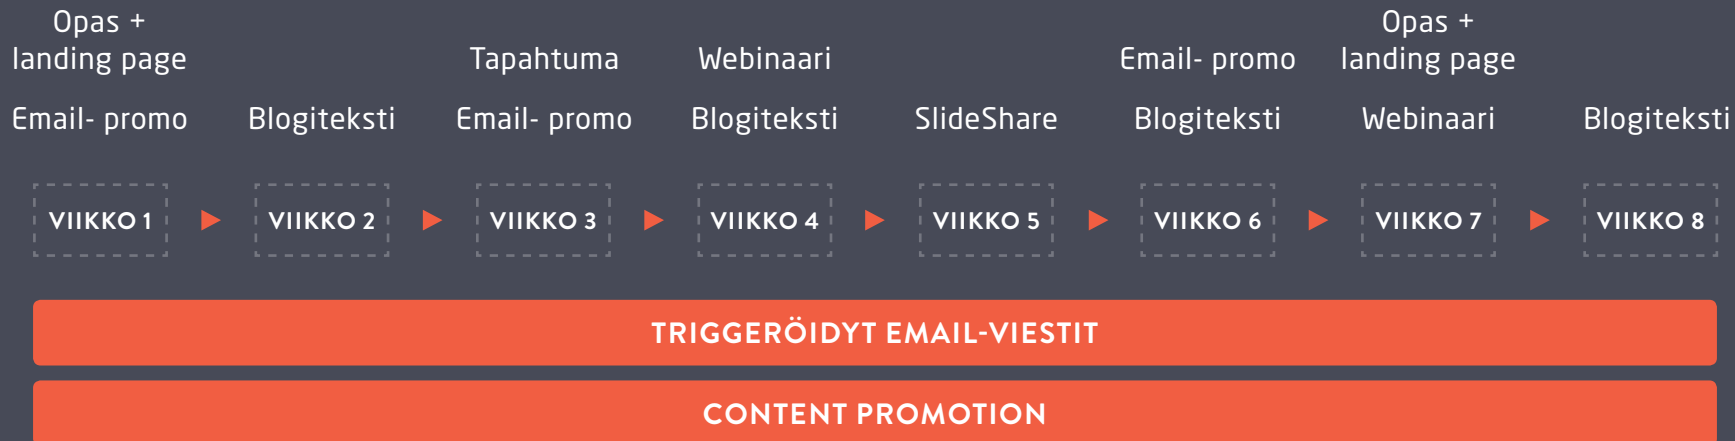 Opas +
landing page
Email- promo
Blogiteksti
Tapahtuma
Email- promo
Webinaari
Blogiteksti
SlideShare
Email- promo
Blogiteksti
Opas +
landing page
Webinaari
Blogiteksti
VIIKKO 1
VIIKKO 2
VIIKKO 3
VIIKKO 4
VIIKKO 5
VIIKKO 6
VIIKKO 7
VIIKKO 8
TRIGGERÖIDYT EMAIL-VIESTIT
CONTENT PROMOTION